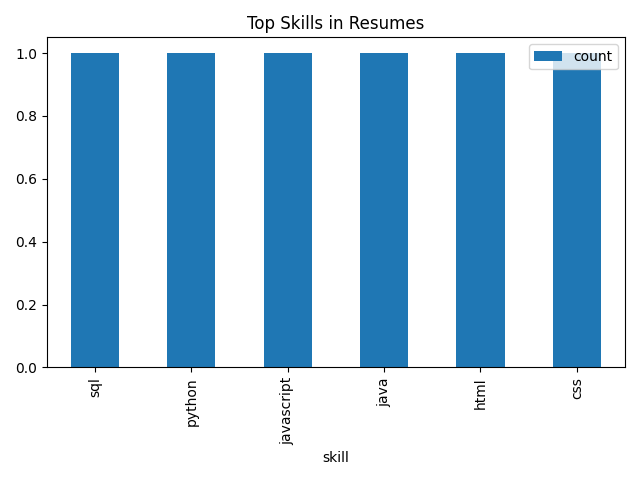 Top Skills in Resumes
count
1.0
0.8
0.6
0.4
0.2
0.0
sql
python
javascript
java
html
css
skill